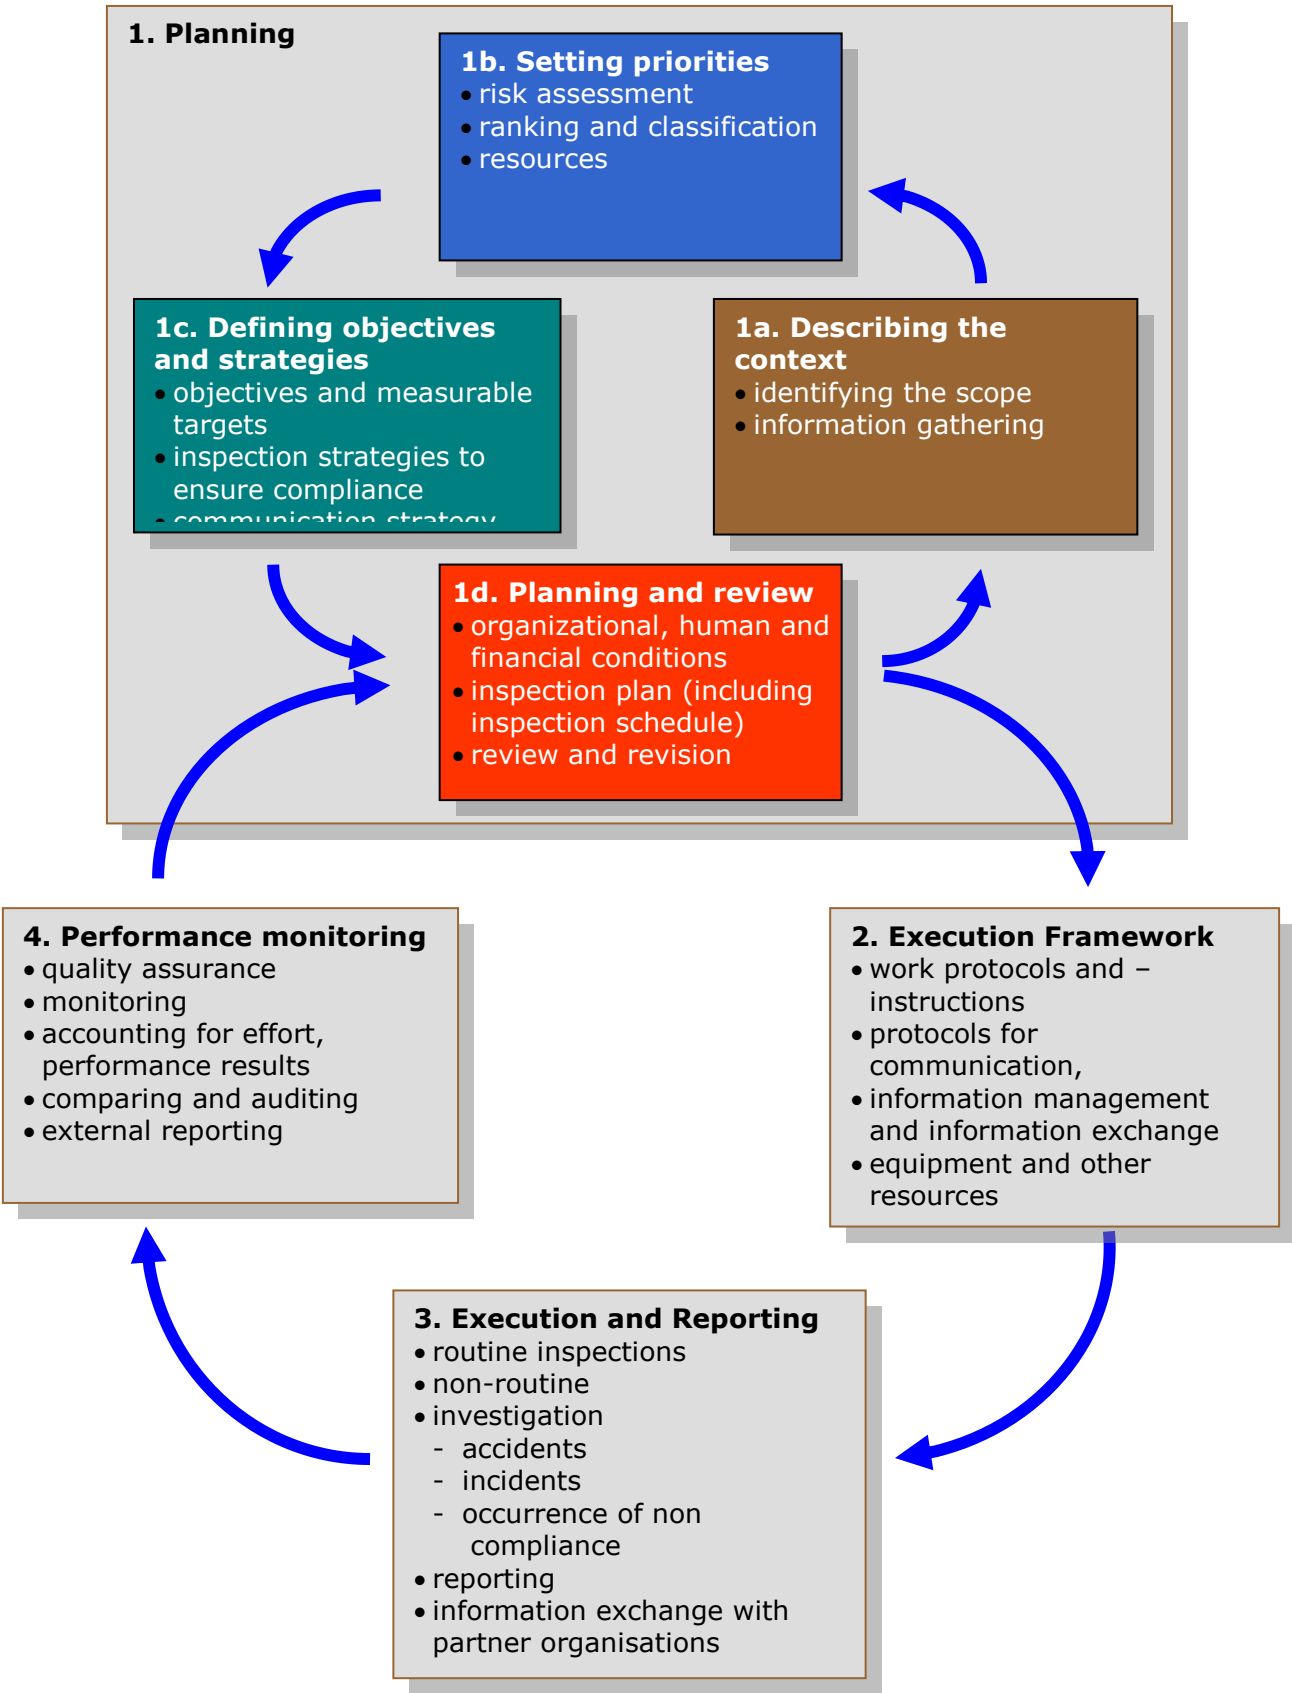 1. Planning
1b. Setting priorities
• risk assessment
• ranking and classification
• resources
1c. Defining objectives
and strategies
• objectives and measurable
targets
• inspection strategies to
ensure compliance
• communication strategy
1a. Describing the
context
• identifying the scope
• information gathering
1d. Planning and review
• organizational, human and
financial conditions
• inspection plan (including
inspection schedule)
• review and revision
4. Performance monitoring
• quality assurance
• monitoring
• accounting for effort,
performance results
• comparing and auditing
• external reporting
2. Execution Framework
• work protocols and –
instructions
• protocols for
communication,
• information management
and information exchange
• equipment and other
resources
3. Execution and Reporting
• routine inspections
• non-routine
• investigation
- accidents
- incidents
- occurrence of non
compliance
• reporting
• information exchange with
partner organisations